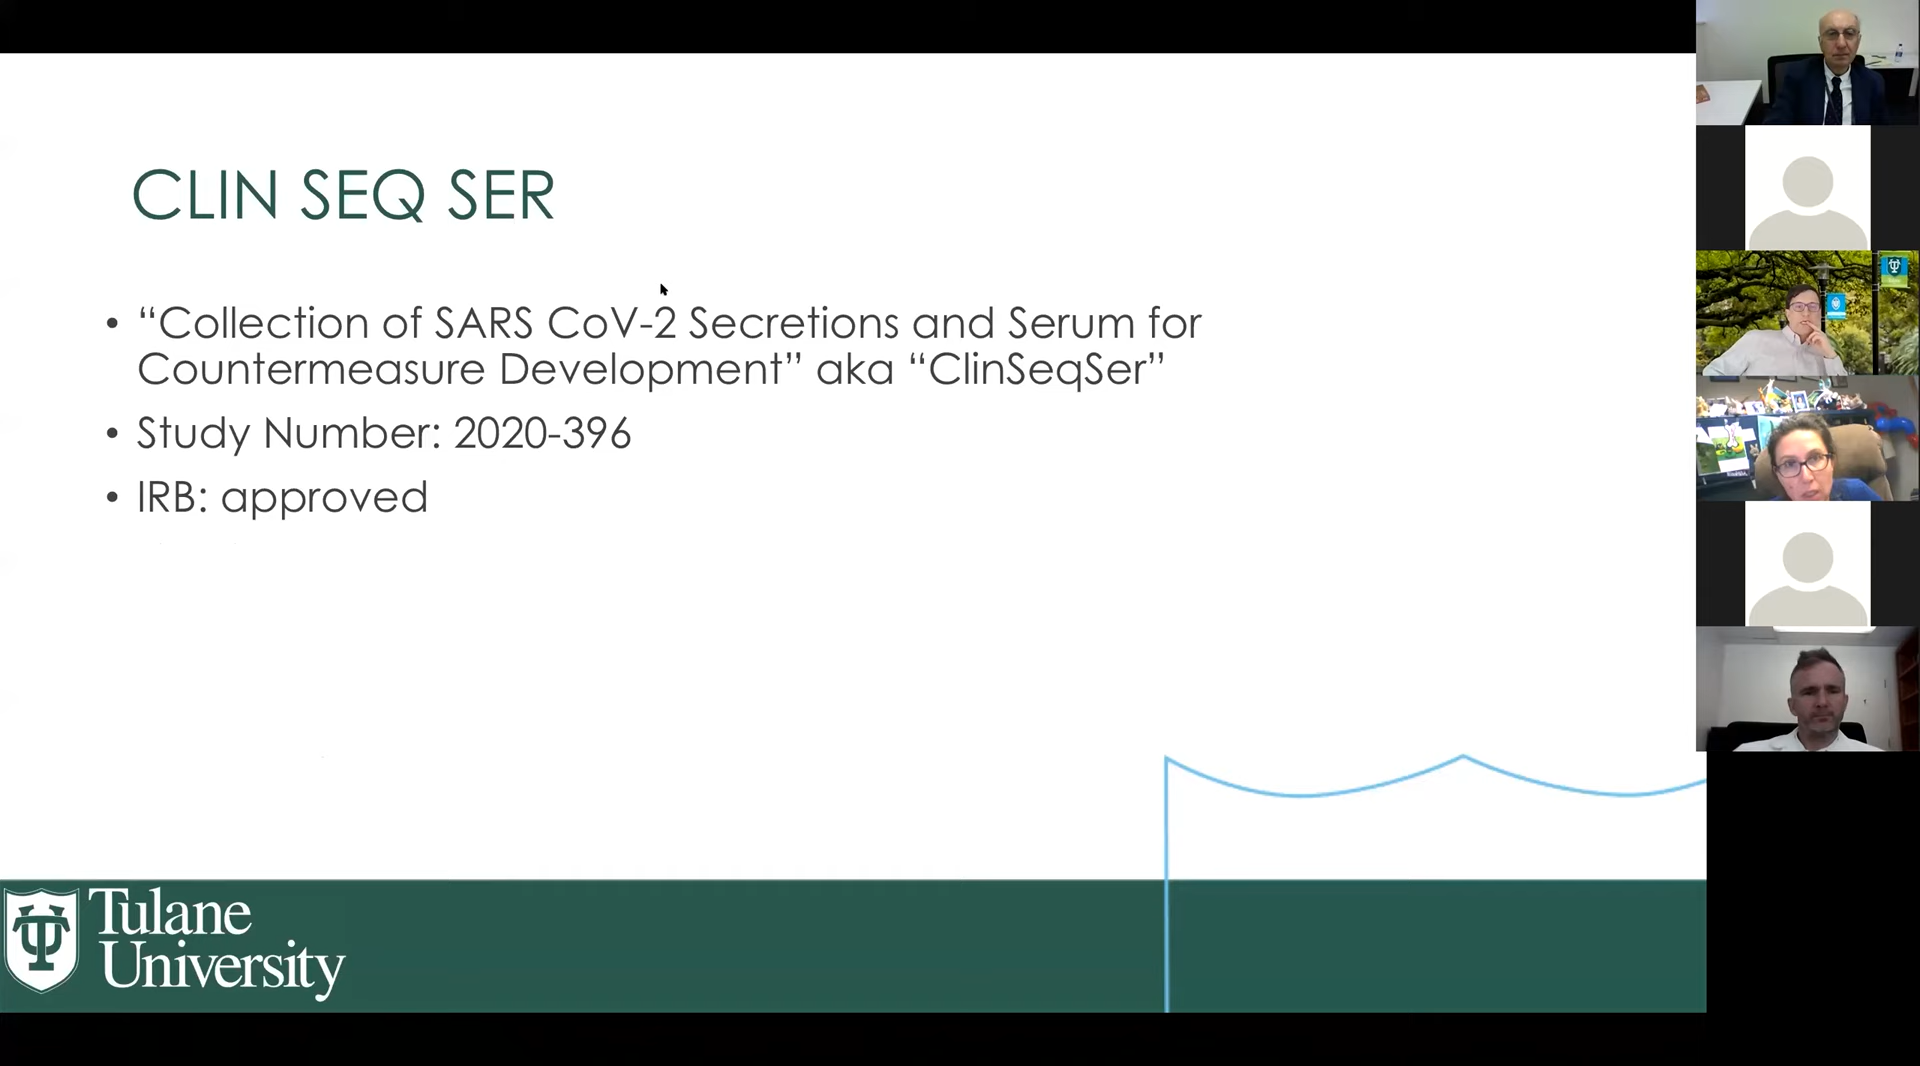 CLIN SEQ SER
• “Collection of SARS CoV-2 Secretions and Serum for
Countermeasure Development” aka “ClinSeqSer”
• Study Number: 2020-396
• IRB: approved
Tulane
University